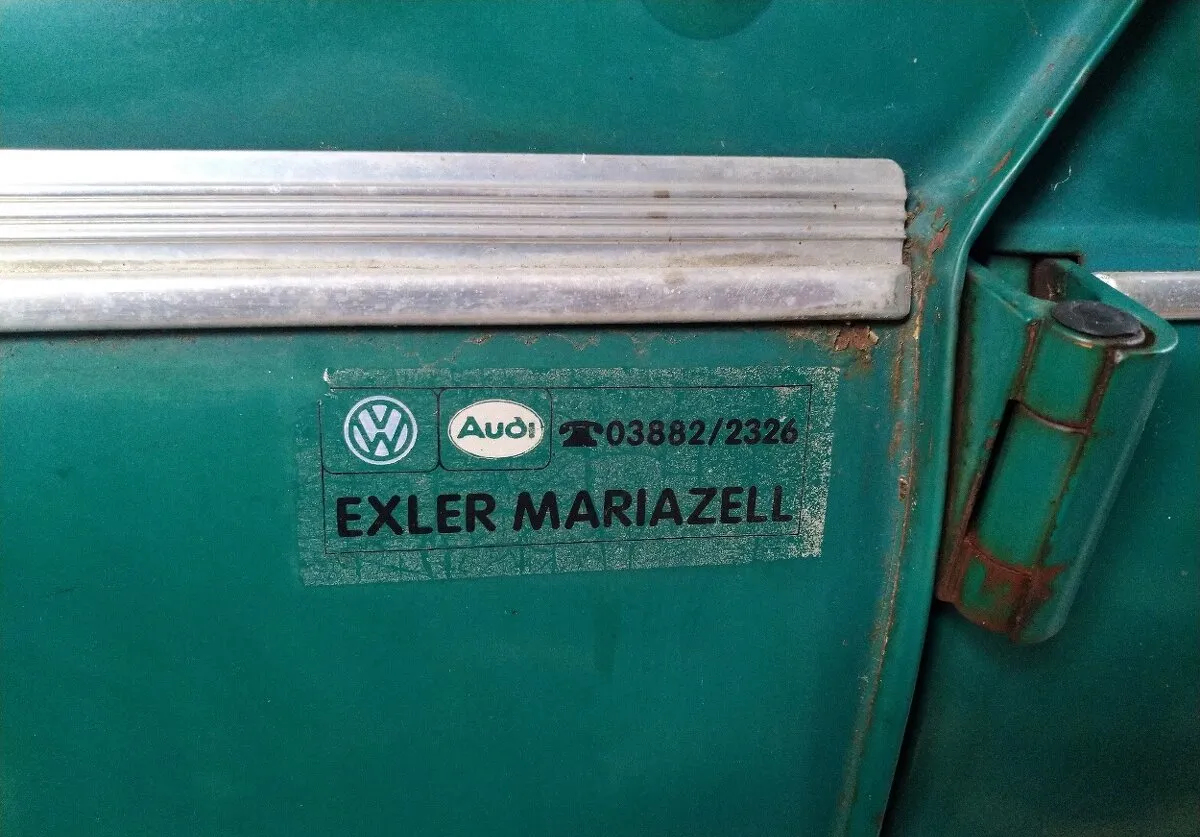 VW Audi 03882/2326
EXLER MARIAZELL